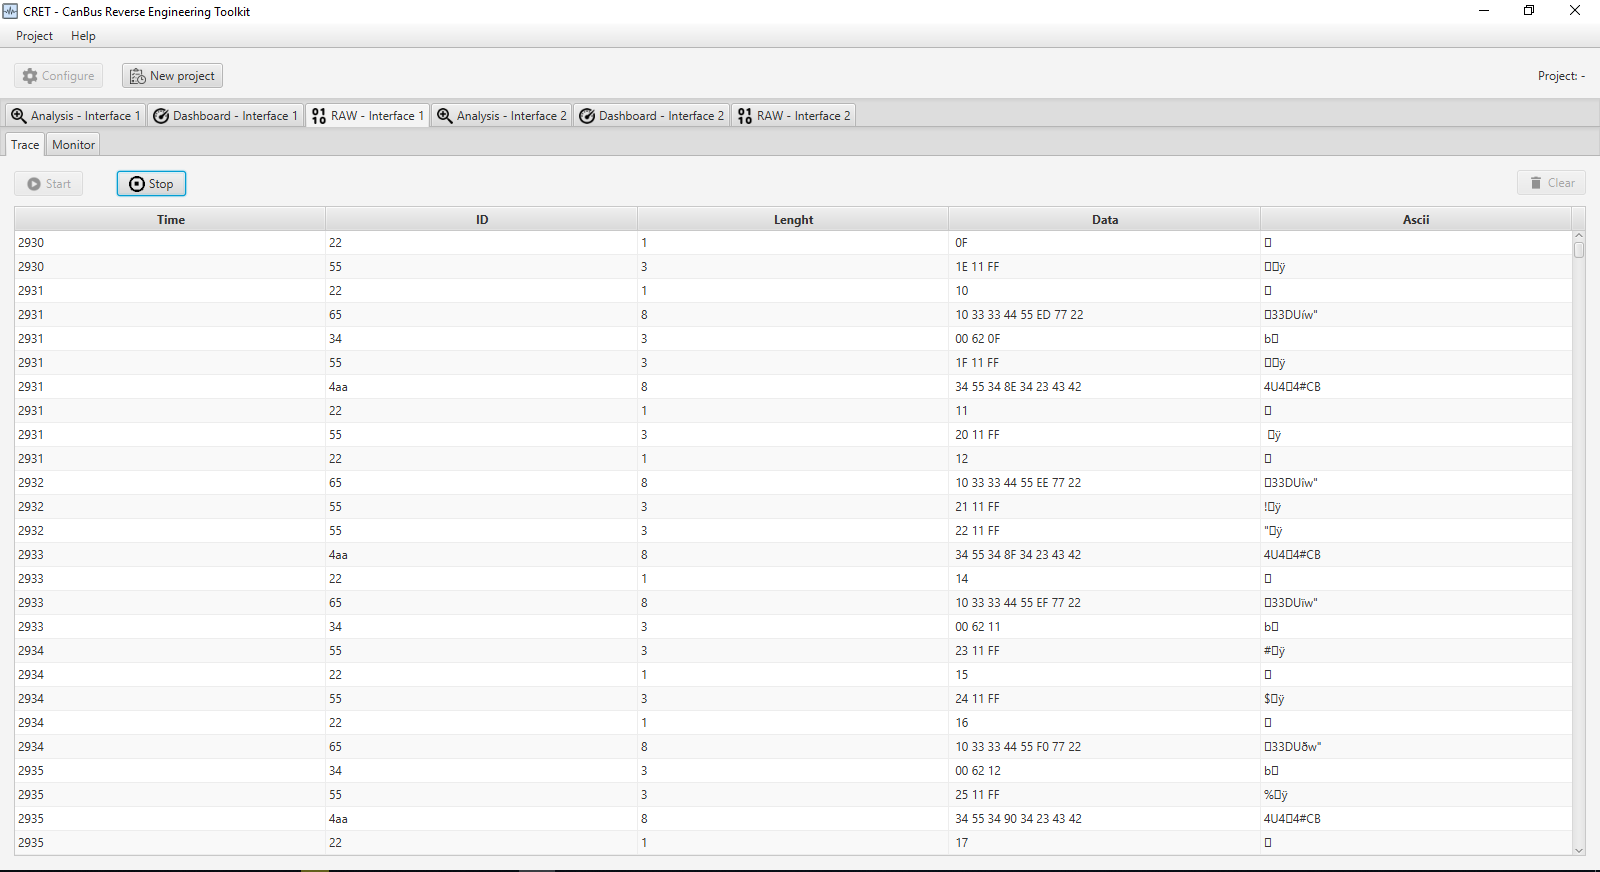 CRET - CanBus Reverse Engineering Toolkit
Project Help
Configure New project Project: -
Analysis - Interface 1 Dashboard - Interface 1 RAW - Interface 1 Analysis - Interface 2 Dashboard - Interface 2 RAW - Interface 2
Trace Monitor
Start Stop Clear
Time ID Lenght Data Ascii
2930 22 1 0F □
2930 55 3 1E 11 FF □□ÿ
2931 22 1 10 □
2931 65 8 10 33 33 44 55 ED 77 22 □33DUíw"
2931 34 3 00 62 0F b□
2931 55 3 1F 11 FF □□ÿ
2931 4aa 8 34 55 34 8E 34 23 43 42 4U4□4#CB
2931 22 1 11 □
2931 55 3 20 11 FF □ÿ
2931 22 1 12 □
2932 65 8 10 33 33 44 55 EE 77 22 □33DUîw"
2932 55 3 21 11 FF !□ÿ
2932 55 3 22 11 FF "□ÿ
2933 4aa 8 34 55 34 8F 34 23 43 42 4U4□4#CB
2933 22 1 14 □
2933 65 8 10 33 33 44 55 EF 77 22 □33DUïw"
2933 34 3 00 62 11 b□
2934 55 3 23 11 FF #□ÿ
2934 22 1 15 □
2934 55 3 24 11 FF $□ÿ
2934 22 1 16 □
2934 65 8 10 33 33 44 55 F0 77 22 □33DUðw"
2935 34 3 00 62 12 b□
2935 55 3 25 11 FF %□ÿ
2935 4aa 8 34 55 34 90 34 23 43 42 4U4□4#CB
2935 22 1 17 □